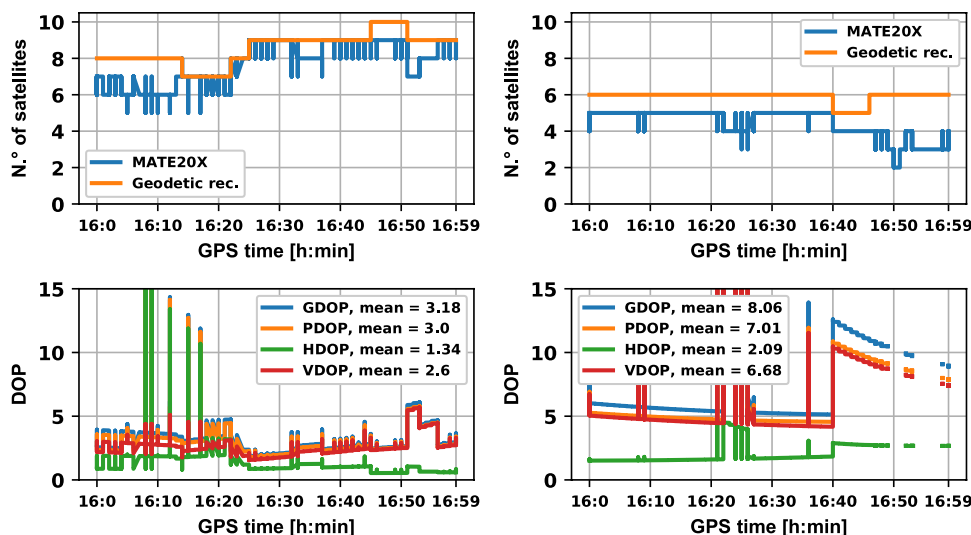 10
8
6
4
2
0
N.° of satellites
MATE20X
Geodetic rec.
16:0 16:10 16:20 16:30 16:40 16:50 16:59
GPS time [h:min]
10
8
6
4
2
0
N.° of satellites
MATE20X
Geodetic rec.
16:0 16:10 16:20 16:30 16:40 16:50 16:59
GPS time [h:min]
15
10
5
0
DOP
GDOP, mean = 3.18
PDOP, mean = 3.0
HDOP, mean = 1.34
VDOP, mean = 2.6
16:0 16:10 16:20 16:30 16:40 16:50 16:59
GPS time [h:min]
15
10
5
0
DOP
GDOP, mean = 8.06
PDOP, mean = 7.01
HDOP, mean = 2.09
VDOP, mean = 6.68
16:0 16:10 16:20 16:30 16:40 16:50 16:59
GPS time [h:min]